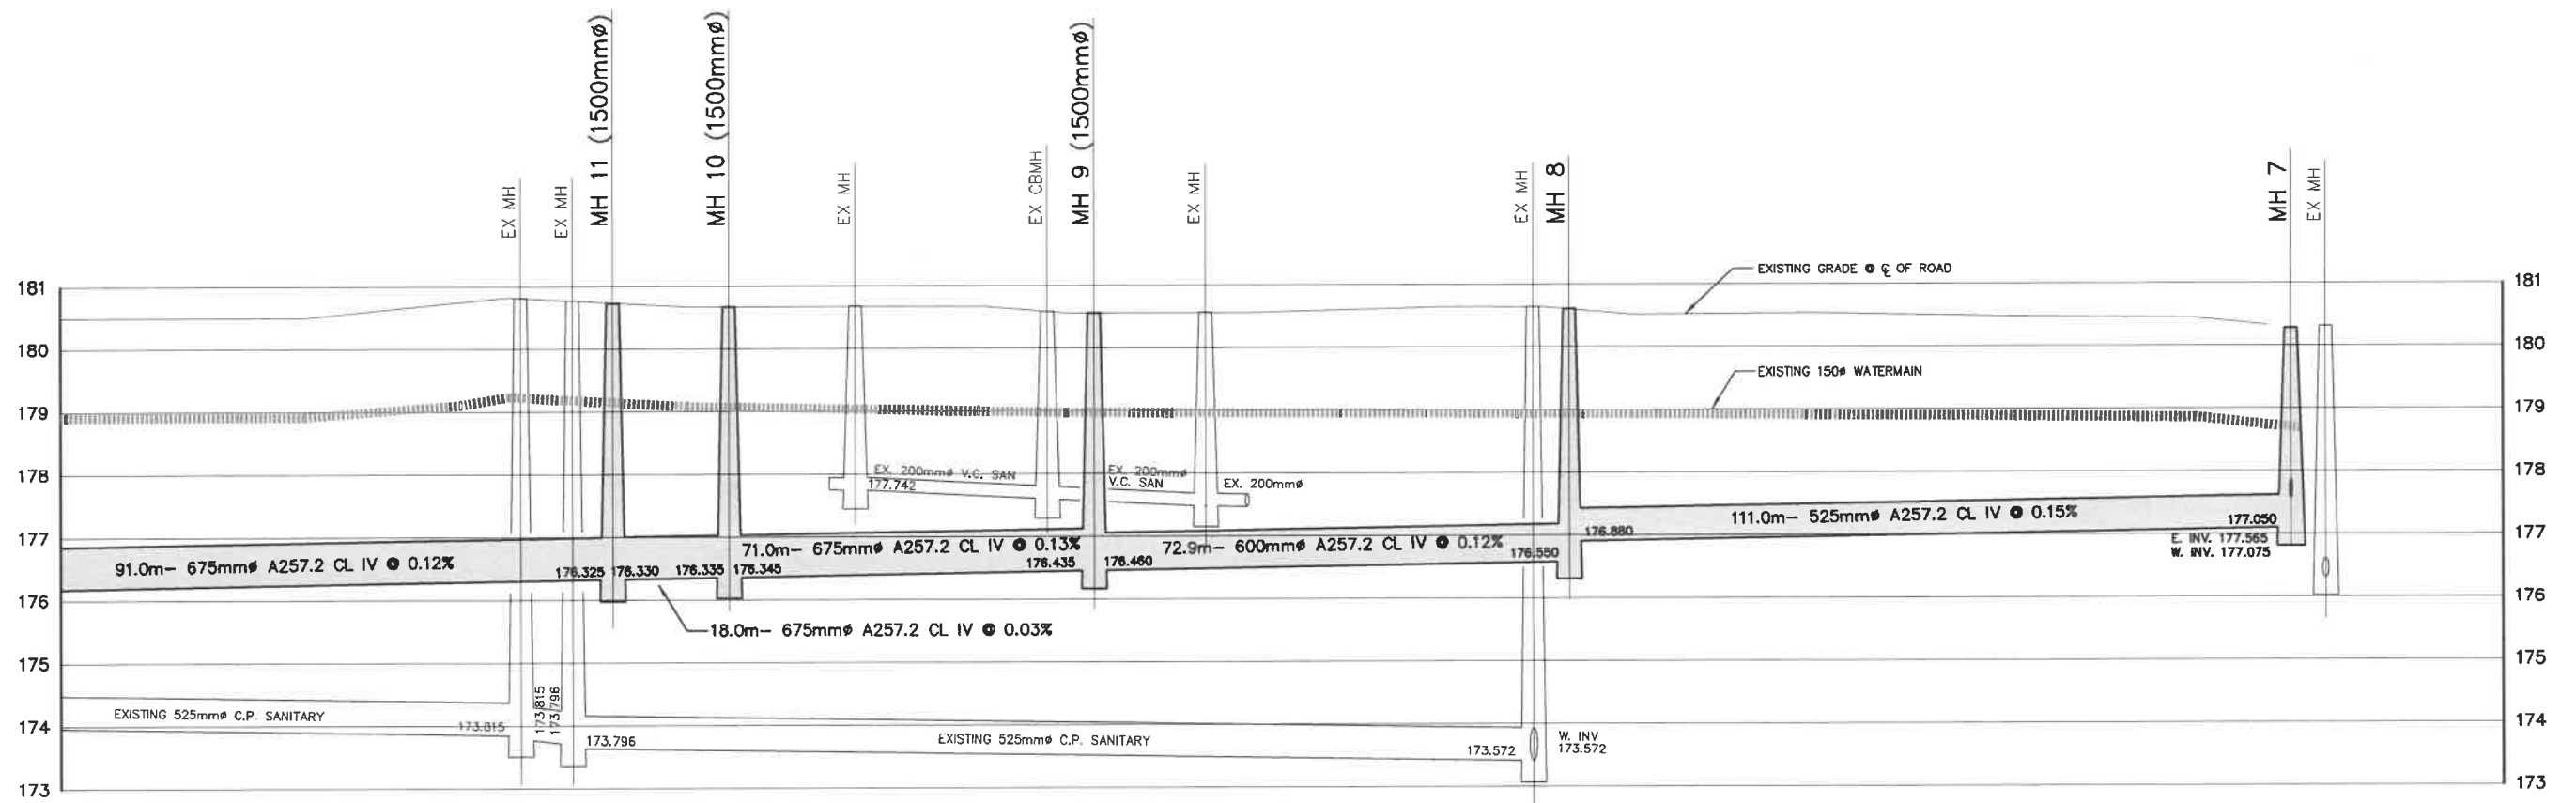 MH 11 (1500mmø)
MH 10 (1500mmø)
MH 9 (1500mmø)
MH 8
MH 7
EX MH
EX MH
EX MH
EX CBMH
EX MH
EX MH
EX MH
EXISTING GRADE @ ℄ OF ROAD
EXISTING 150ø WATERMAIN
181
180
179
178
177
176
175
174
173
181
180
179
178
177
176
175
174
173
EX. 200mmø V.C. SAN
177.742
EX. 200mmø
V.C. SAN
EX. 200mmø
91.0m- 675mmø A257.2 CL IV @ 0.12%
176.325
176.330
176.335
176.345
18.0m- 675mmø A257.2 CL IV @ 0.03%
71.0m- 675mmø A257.2 CL IV @ 0.13%
176.435
176.460
72.9m- 600mmø A257.2 CL IV @ 0.12%
176.550
176.880
111.0m- 525mmø A257.2 CL IV @ 0.15%
177.050
E. INV. 177.565
W. INV. 177.075
EXISTING 525mmø C.P. SANITARY
173.815
173.815
173.796
173.796
EXISTING 525mmø C.P. SANITARY
173.572
W. INV
173.572